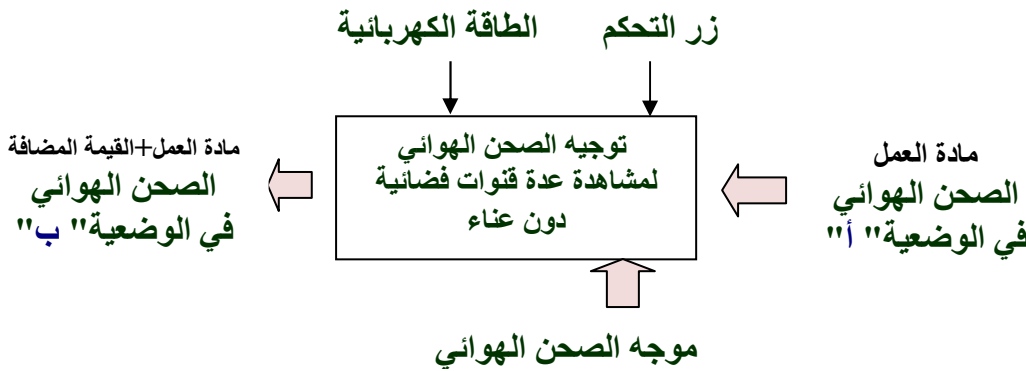 زر التحكم
الطاقة الكهربائية
مادة العمل
الصحن الهوائي
في الوضعية" أ"
توجيه الصحن الهوائي
لمشاهدة عدة قنوات فضائية
دون عناء
مادة العمل+القيمة المضافة
الصحن الهوائي
في الوضعية" ب"
موجه الصحن الهوائي